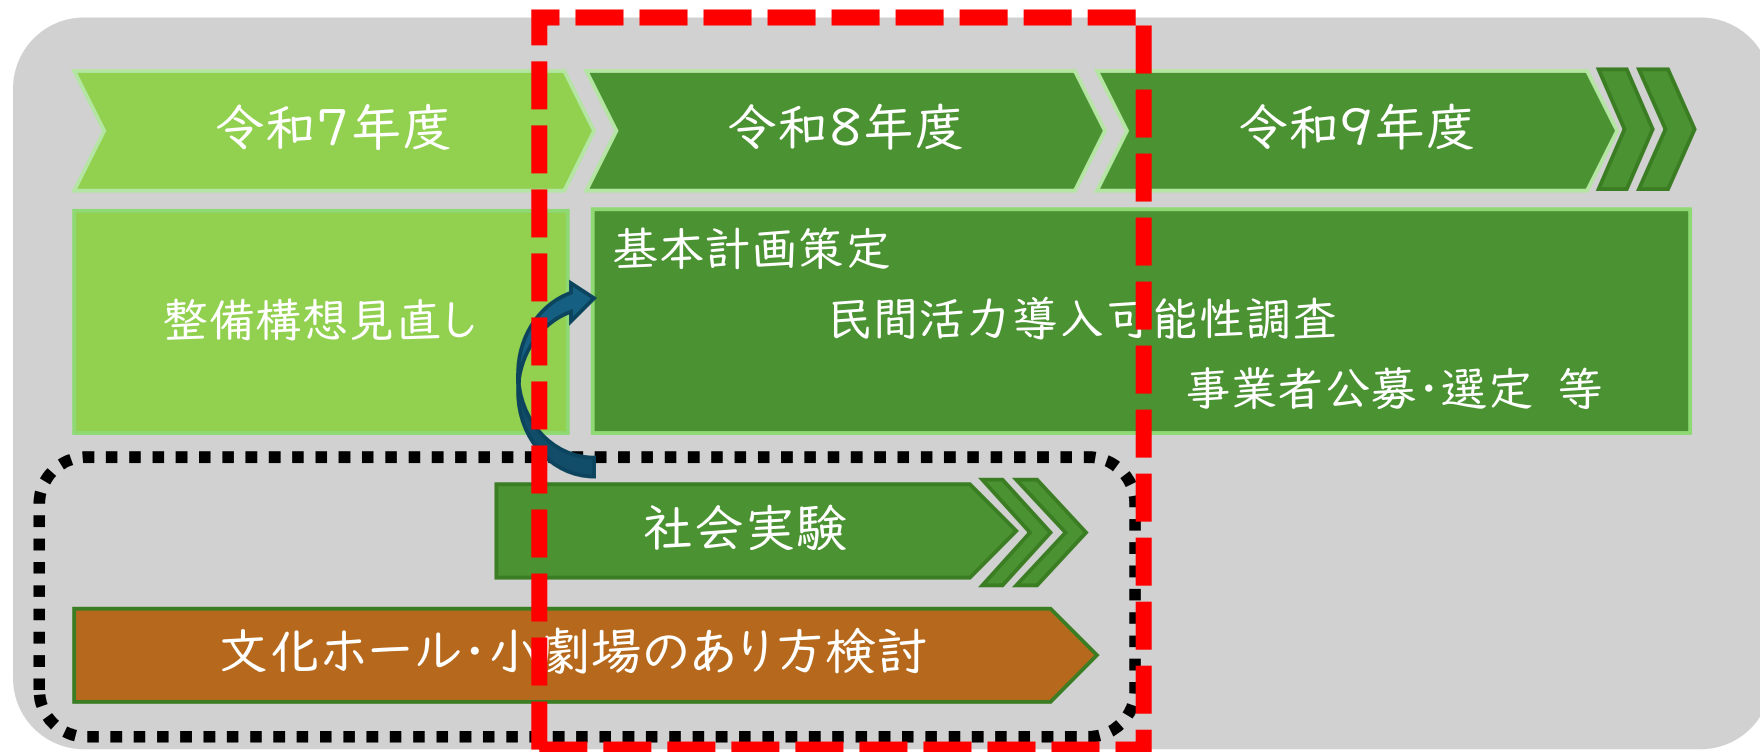 令和7年度
令和8年度
令和9年度
整備構想見直し
基本計画策定
民間活力導入可能性調査
事業者公募・選定 等
社会実験
文化ホール・小劇場のあり方検討